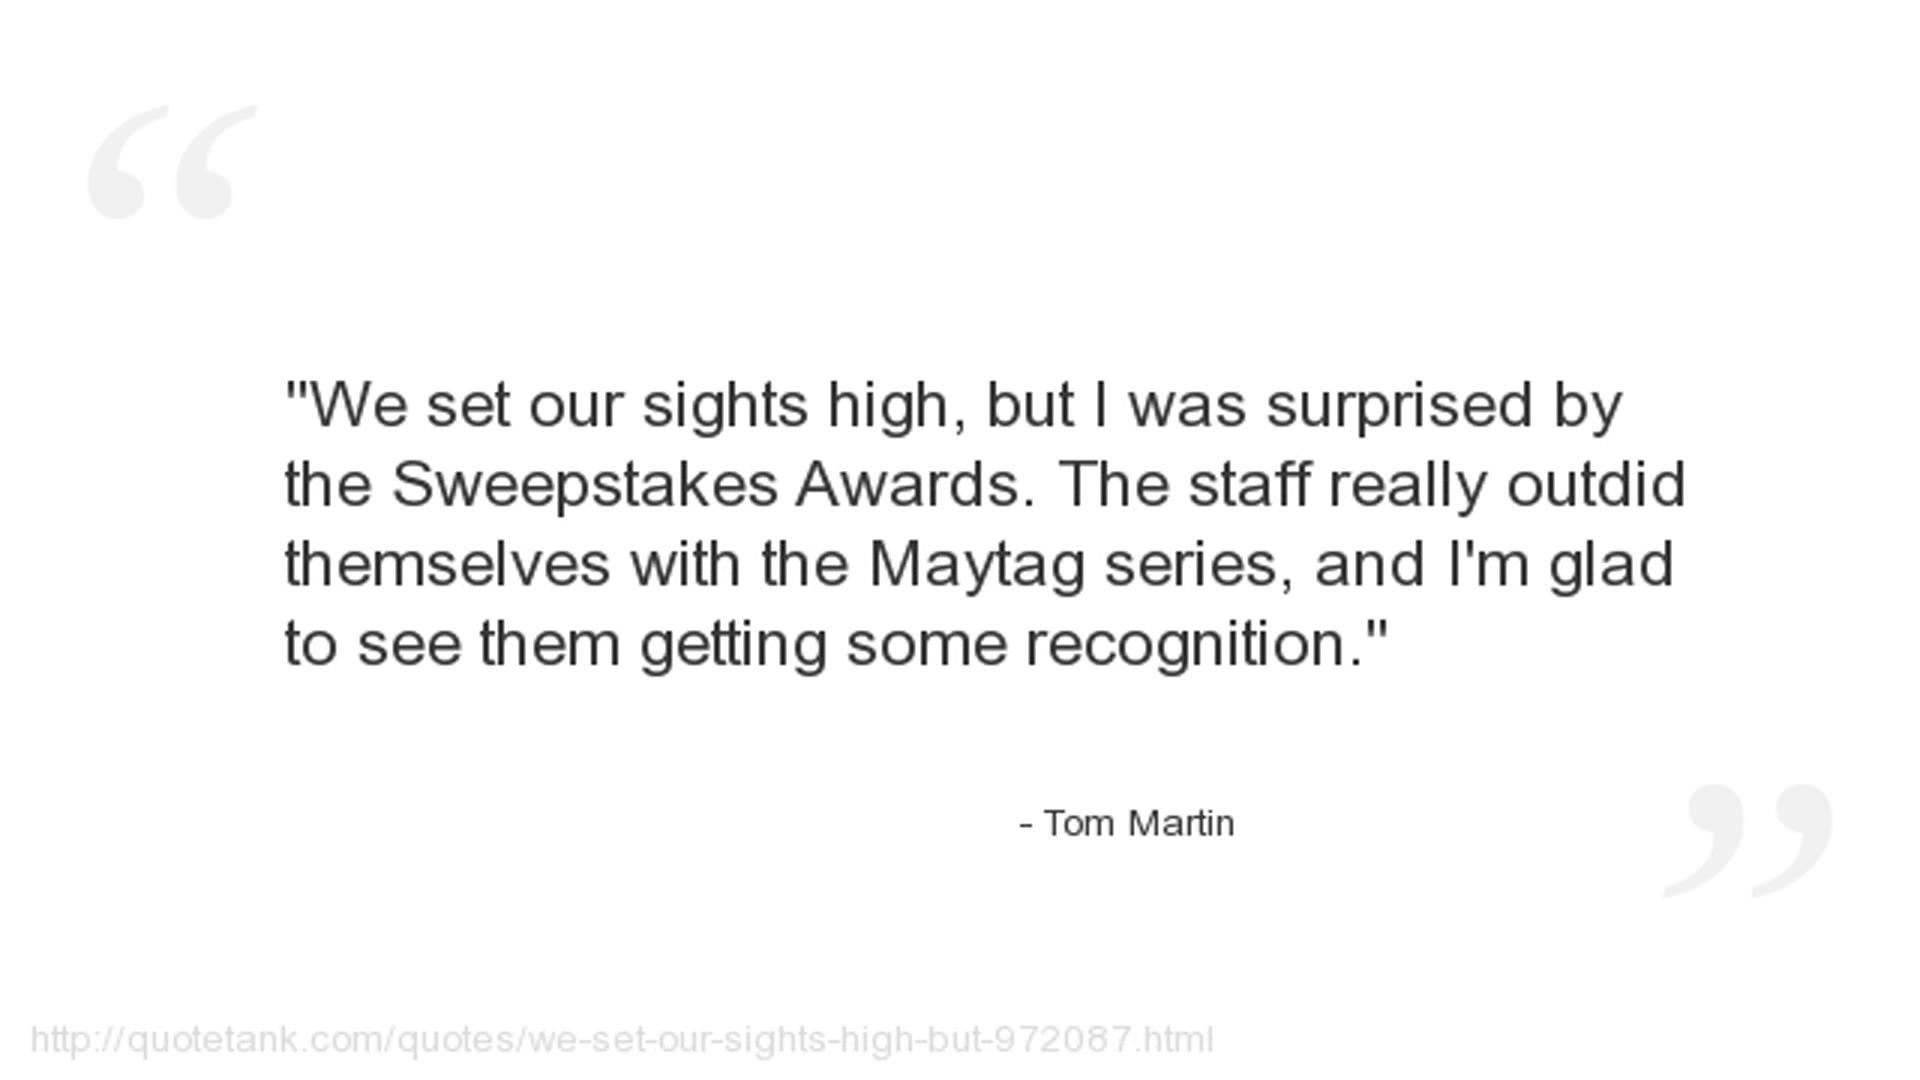 "We set our sights high, but I was surprised by
the Sweepstakes Awards. The staff really outdid
themselves with the Maytag series, and I'm glad
to see them getting some recognition."
- Tom Martin
http://quotetank.com/quotes/we-set-our-sights-high-but-972087.html